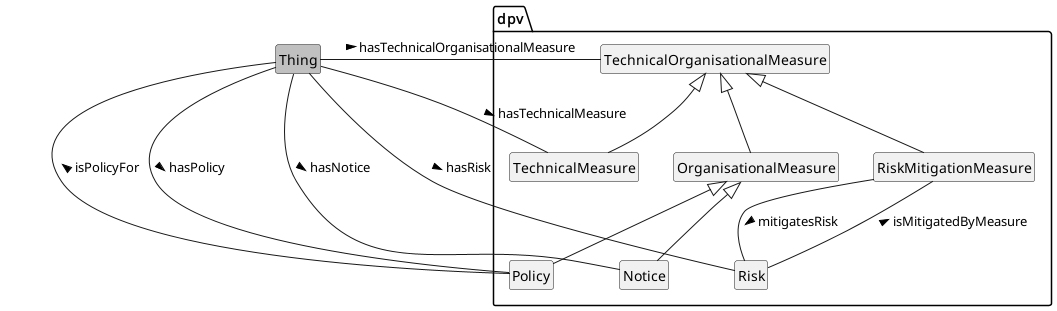 dpv
hasTechnicalOrganisationalMeasure
Thing
TechnicalOrganisationalMeasure
hasTechnicalMeasure
isPolicyFor
hasPolicy
hasNotice
hasRisk
TechnicalMeasure
OrganisationalMeasure
RiskMitigationMeasure
mitigatesRisk
isMitigatedByMeasure
Policy
Notice
Risk